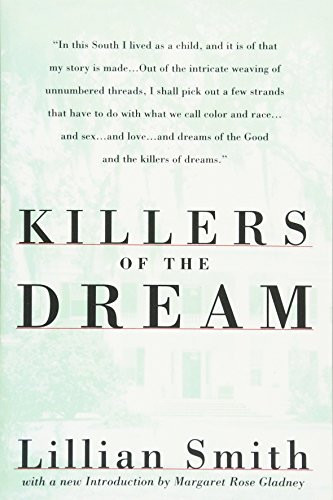 “In this South I lived as a child, and it is of that
my story is made...Out of the intricate weaving of
unnumbered threads, I shall pick out a few strands
that have to do with what we call color and race...
and sex...and love...and dreams of the Good
and the killers of dreams.”
KILLERS
OF THE
DREAM
Lillian Smith
with a new Introduction by Margaret Rose Gladney